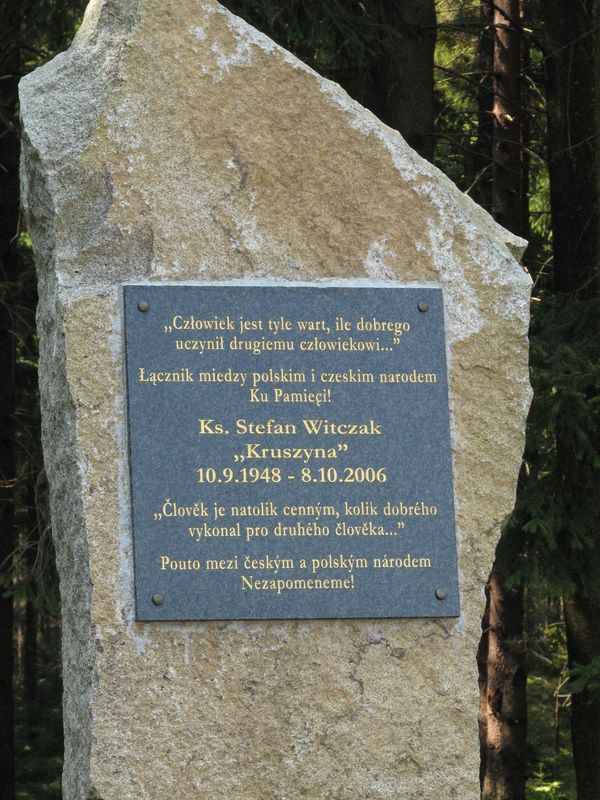 „Człowiek jest tyle wart, ile dobrego
uczynił drugiemu człowiekowi...”
Łącznik miedzy polskim i czeskim narodem
Ku Pamięçi!
Ks. Stefan Witczak
„Kruszyna”
10.9.1948 - 8.10.2006
„Člověk je natolik cenným, kolik dobrého
vykonal pro druhého člověka...”
Pouto mezi českým a polským národem
Nezapomeneme!